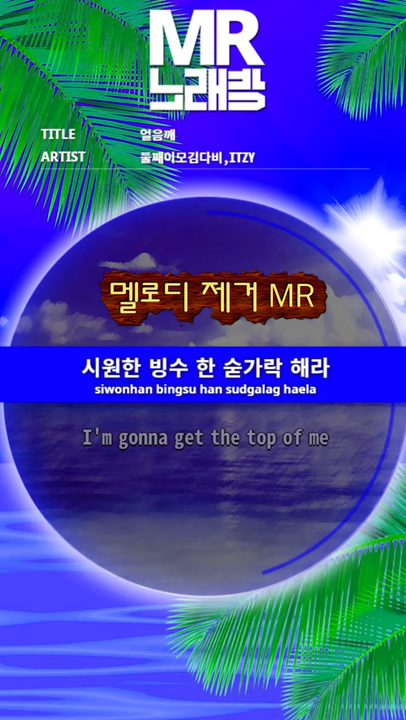 MR
노래방
TITLE 얼음깨
ARTIST 둘째이모김다비,ITZY
멜로디 제거 MR
시원한 빙수 한 숟가락 해라
siwonhan bingsu han sudgalag haela
I'm gonna get the top of me